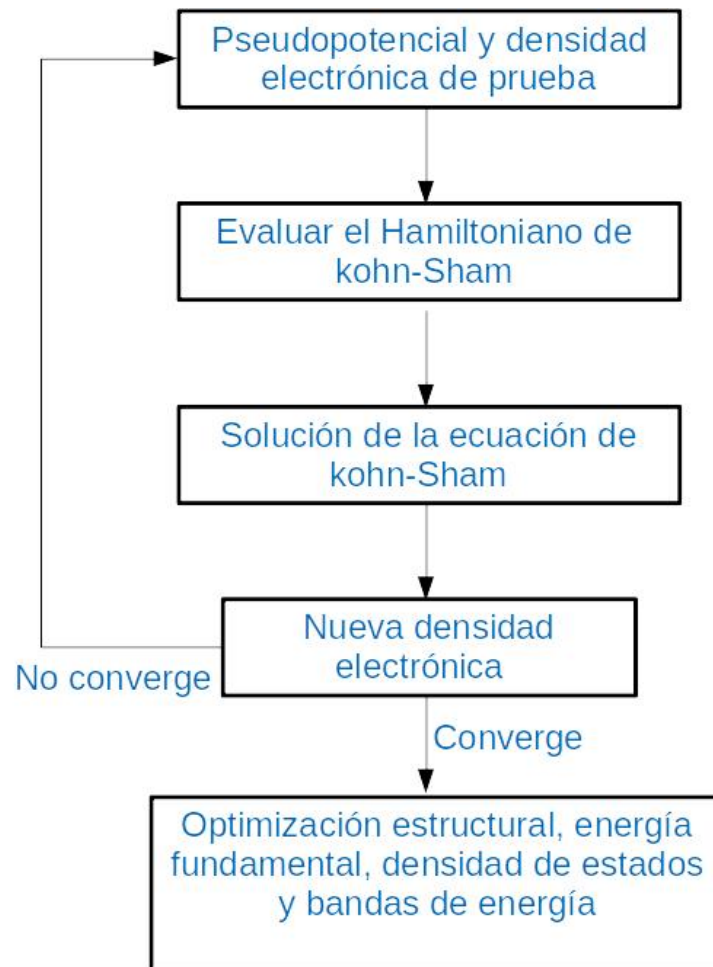 Pseudopotencial y densidad
electrónica de prueba
Evaluar el Hamiltoniano de
kohn-Sham
Solución de la ecuación de
kohn-Sham
Nueva densidad
electrónica
No converge
Converge
Optimización estructural, energía
fundamental, densidad de estados
y bandas de energía